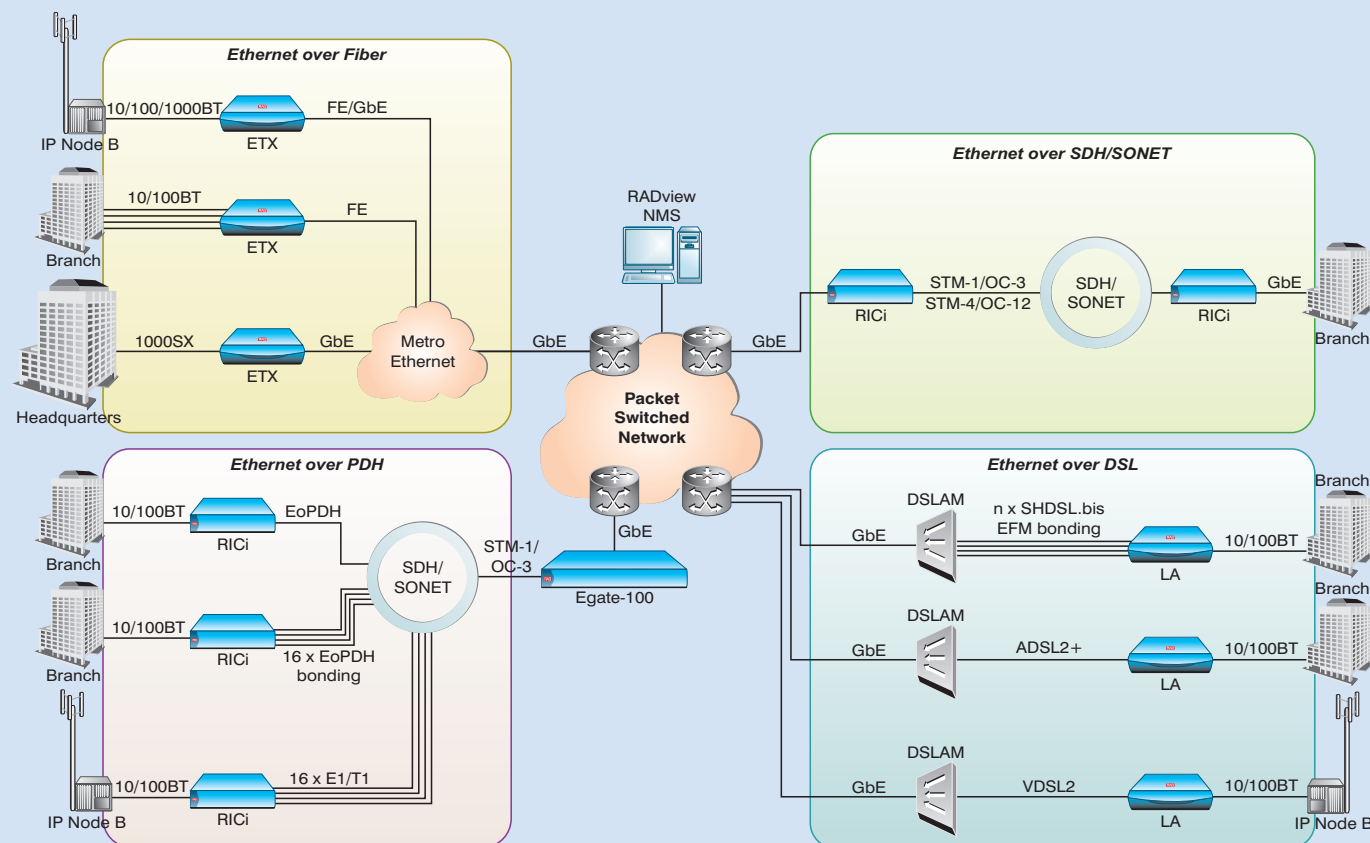 Ethernet over Fiber
10/100/1000BT
FE/GbE
IP Node B
ETX
10/100BT
FE
Branch
ETX
1000SX
GbE
Metro
Ethernet
ETX
Headquarters
GbE
RADview
NMS
Packet
Switched
Network
GbE
Ethernet over SDH/SONET
RICi
STM-1/OC-3
STM-4/OC-12
SDH/
SONET
RICi
GbE
Branch
Ethernet over PDH
10/100BT
EoPDH
RICi
Branch
10/100BT
RICi
16 x EoPDH
bonding
Branch
SDH/
SONET
STM-1/
OC-3
GbE
Egate-100
10/100BT
16 x E1/T1
RICi
IP Node B
Ethernet over DSL
Branch
DSLAM
n x SHDSL.bis
EFM bonding
GbE
10/100BT
LA
Branch
DSLAM
GbE
ADSL2+
10/100BT
LA
DSLAM
GbE
VDSL2
10/100BT
LA
IP Node B